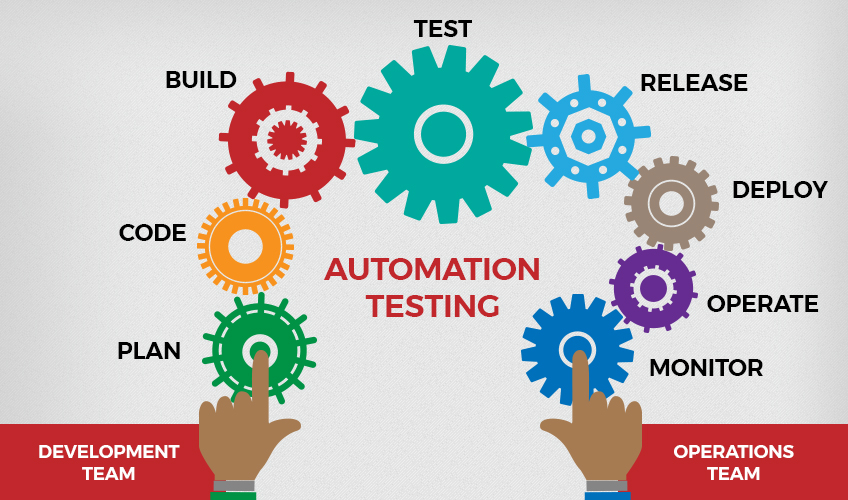 TEST
BUILD
RELEASE
DEPLOY
CODE
AUTOMATION
TESTING
OPERATE
PLAN
MONITOR
DEVELOPMENT
TEAM
OPERATIONS
TEAM